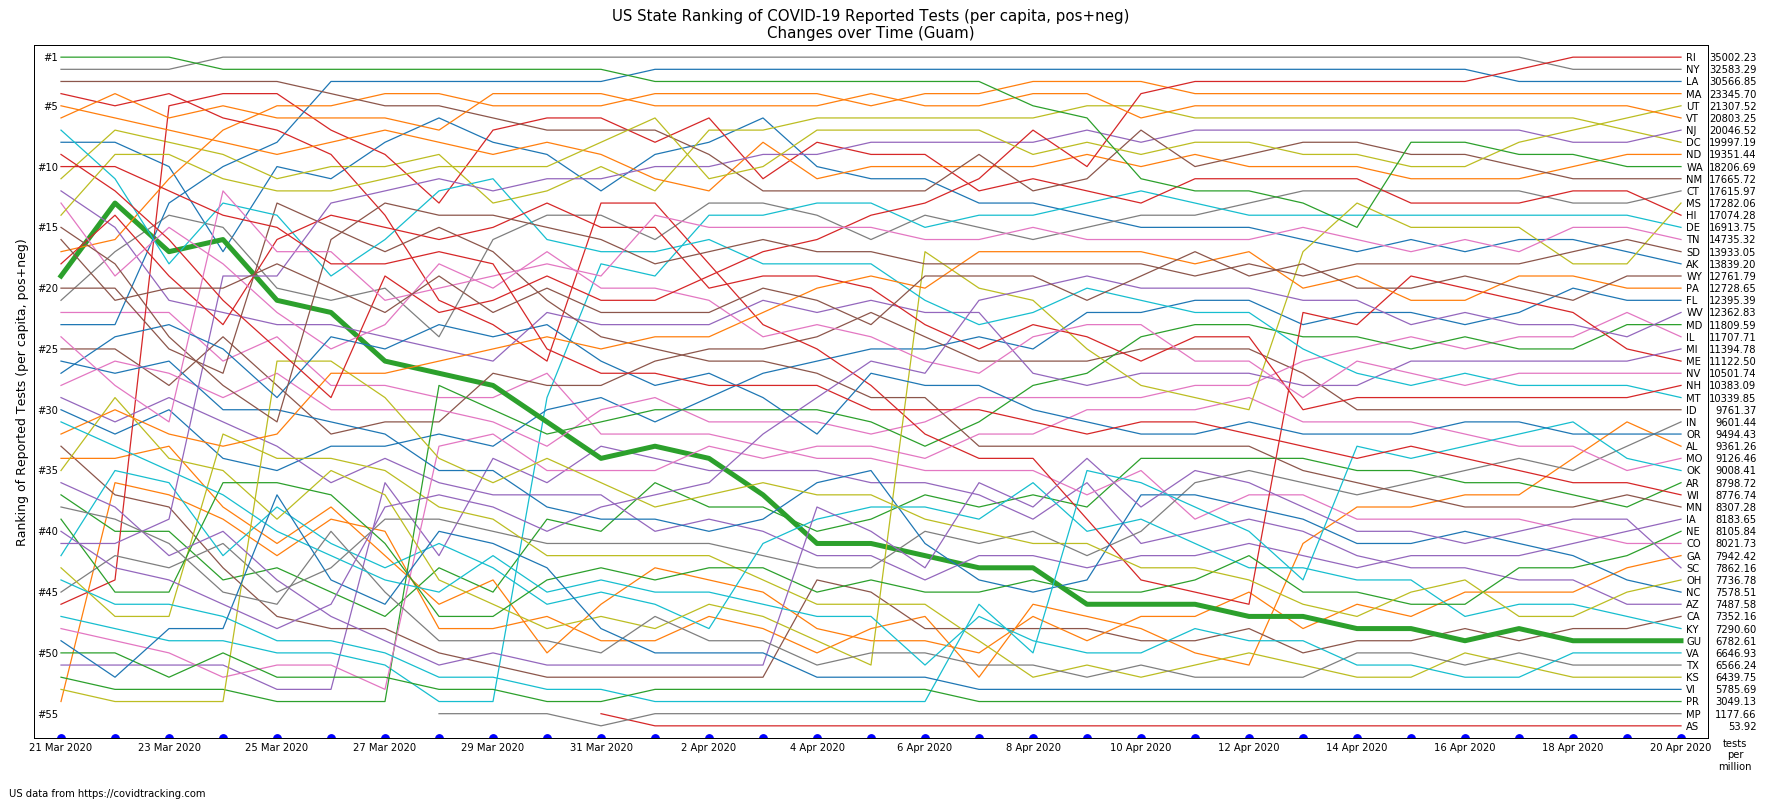 US State Ranking of COVID-19 Reported Tests (per capita, pos+neg)
Changes over Time (Guam)
Ranking of Reported Tests (per capita, pos+neg)
#1
#5
#10
#15
#20
#25
#30
#35
#40
#45
#50
#55
RI 35002.23
NY 32583.29
LA 30566.85
MA 23345.70
UT 21307.52
VT 20803.25
NJ 20046.52
DC 19997.19
ND 19351.44
WA 18206.69
NM 17665.72
CT 17615.97
MS 17282.06
HI 17074.28
DE 16913.75
TN 14735.32
SD 13933.05
AK 13839.20
WY 12761.79
PA 12728.65
FL 12395.39
WV 12362.83
MD 11809.59
IL 11707.71
MI 11394.78
ME 11122.50
NV 10501.74
NH 10383.09
MT 10339.85
ID 9761.37
IN 9601.44
OR 9494.43
AL 9361.26
MO 9126.46
OK 9008.41
AR 8798.72
WI 8776.74
MN 8307.28
IA 8183.65
NE 8105.84
CO 8021.73
GA 7942.42
SC 7862.16
OH 7736.78
NC 7578.51
AZ 7487.58
CA 7352.16
KY 7290.60
GU 6782.61
VA 6646.93
TX 6566.24
KS 6439.75
VI 5785.69
PR 3049.13
MP 1177.66
AS 53.92
21 Mar 2020 23 Mar 2020 25 Mar 2020 27 Mar 2020 29 Mar 2020 31 Mar 2020 2 Apr 2020 4 Apr 2020 6 Apr 2020 8 Apr 2020 10 Apr 2020 12 Apr 2020 14 Apr 2020 16 Apr 2020 18 Apr 2020 20 Apr 2020
tests
per
million
US data from https://covidtracking.com